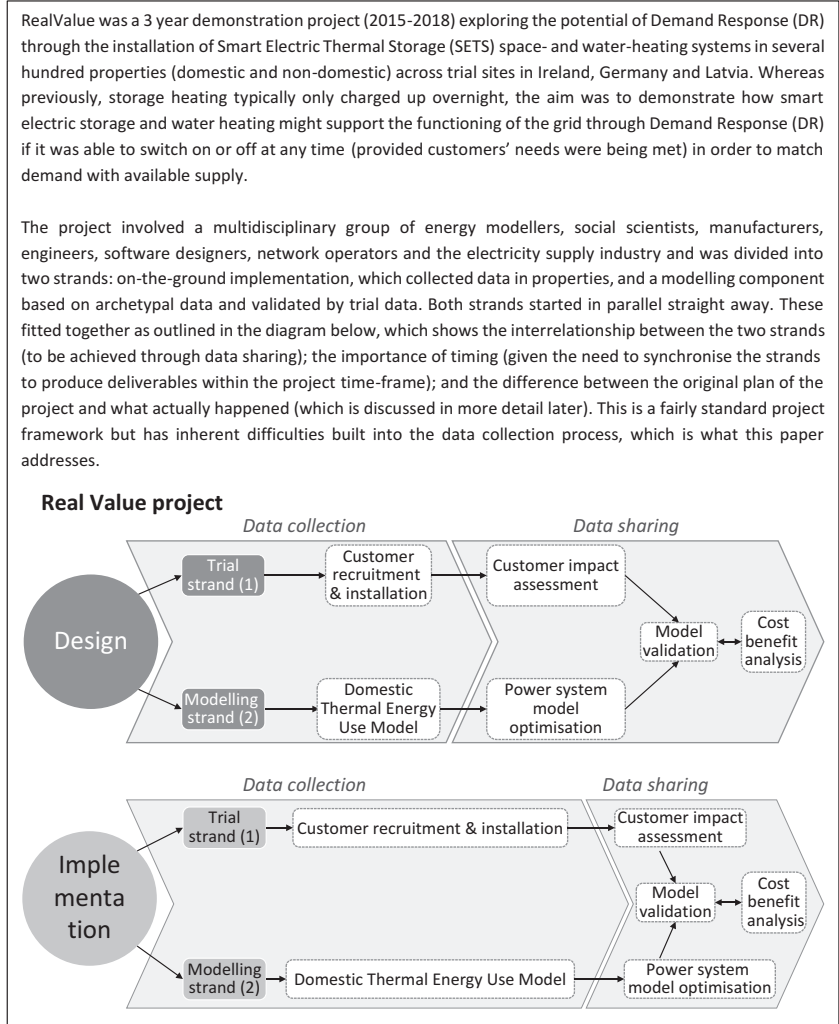 RealValue was a 3 year demonstration project (2015-2018) exploring the potential of Demand Response (DR)
through the installation of Smart Electric Thermal Storage (SETS) space- and water-heating systems in several
hundred properties (domestic and non-domestic) across trial sites in Ireland, Germany and Latvia. Whereas
previously, storage heating typically only charged up overnight, the aim was to demonstrate how smart
electric storage and water heating might support the functioning of the grid through Demand Response (DR)
if it was able to switch on or off at any time (provided customers' needs were being met) in order to match
demand with available supply.
The project involved a multidisciplinary group of energy modellers, social scientists, manufacturers,
engineers, software designers, network operators and the electricity supply industry and was divided into
two strands: on-the-ground implementation, which collected data in properties, and a modelling component
based on archetypal data and validated by trial data. Both strands started in parallel straight away. These
fitted together as outlined in the diagram below, which shows the interrelationship between the two strands
(to be achieved through data sharing); the importance of timing (given the need to synchronise the strands
to produce deliverables within the project time-frame); and the difference between the original plan of the
project and what actually happened (which is discussed in more detail later). This is a fairly standard project
framework but has inherent difficulties built into the data collection process, which is what this paper
addresses.
Real Value project
Data collection
Data sharing
Design
Trial
strand (1)
Customer
recruitment
& installation
Customer impact
assessment
Model
validation
Cost
benefit
analysis
Modelling
strand (2)
Domestic
Thermal Energy
Use Model
Power system
model
optimisation
Data collection
Data sharing
Imple
menta
tion
Trial
strand (1)
Customer recruitment & installation
Customer impact
assessment
Model
validation
Cost
benefit
analysis
Modelling
strand (2)
Domestic Thermal Energy Use Model
Power system
model optimisation